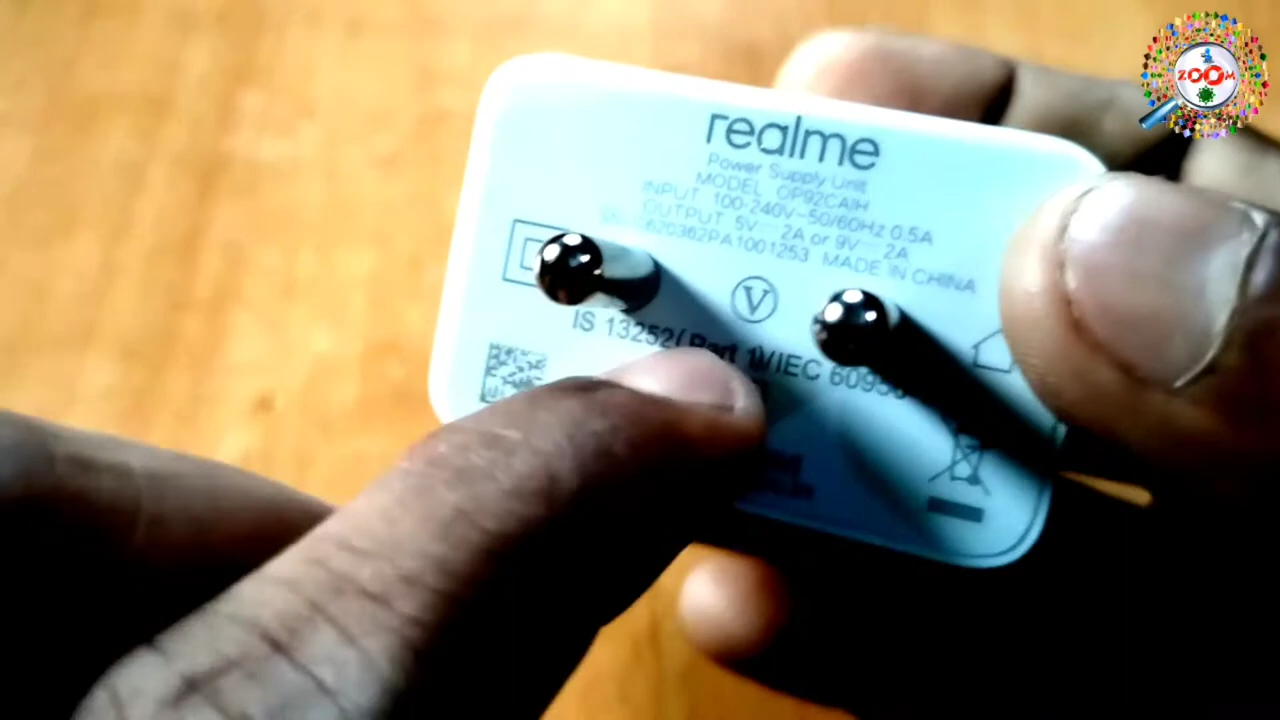 ZOOM
realme
Power Supply Unit
MODEL OP92CAIH
INPUT 100-240V~50/60Hz 0.5A
OUTPUT 5V⎓2A or 9V⎓2A
620362PA1001253 MADE IN CHINA
V
IS 13252(Part 1)/IEC 6095